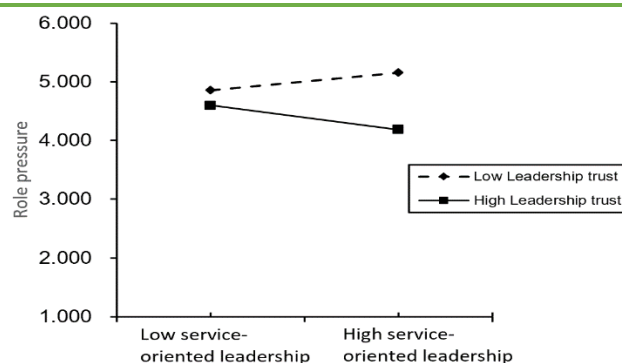 6.000
5.000
4.000
3.000
2.000
1.000
Role pressure
Low Leadership trust
High Leadership trust
Low service-
oriented leadership
High service-
oriented leadership